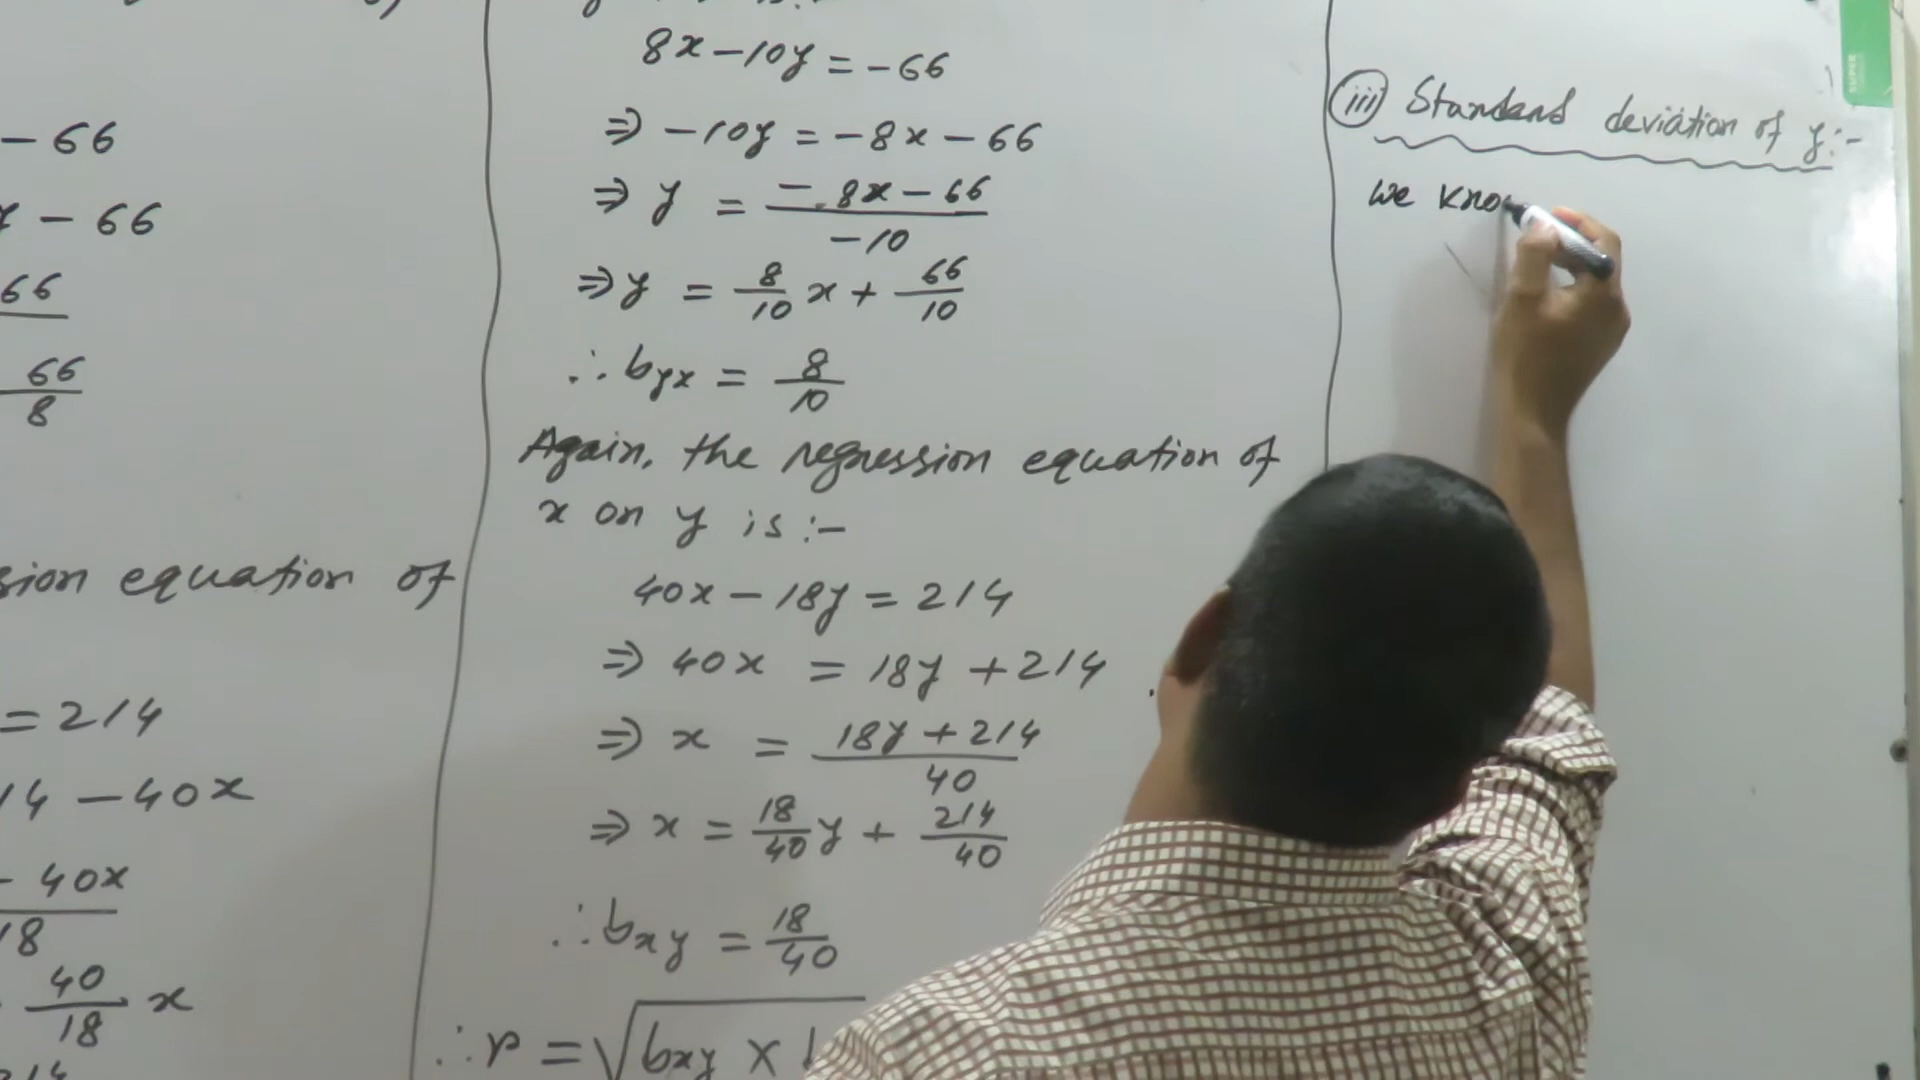 - 66
- 66
66
66
8
sion equation of
= 214
14 - 40x
- 40x
18
40
18 x
214
8x - 10y = -66
⇒ -10y = -8x - 66
⇒ y = -8x - 66
-10
⇒ y = 8/10 x + 66/10
∴ byx = 8/10
Again, the regression equation of
x on y is :-
40x - 18y = 214
⇒ 40x = 18y + 214
⇒ x = 18y + 214
40
⇒ x = 18/40 y + 214/40
∴ bxy = 18/40
∴ r = √bxy ×
(iii) Standard deviation of y :-
We kno
SUPER